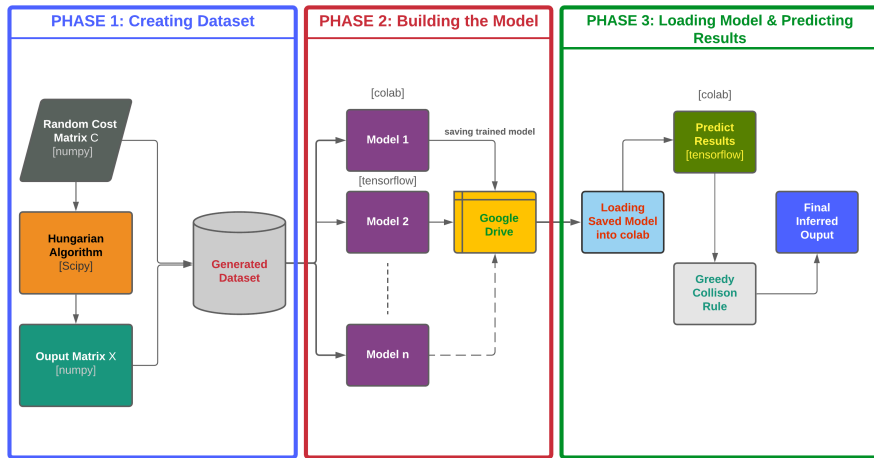 PHASE 1: Creating Dataset
Random Cost
Matrix C
[numpy]
Hungarian
Algorithm
[Scipy]
Ouput Matrix X
[numpy]
Generated
Dataset
PHASE 2: Building the Model
[colab]
Model 1
saving trained model
[tensorflow]
Model 2
Google
Drive
Model n
PHASE 3: Loading Model & Predicting
Results
[colab]
Predict
Results
[tensorflow]
Loading
Saved Model
into colab
Final
Inferred
Ouput
Greedy
Collison
Rule